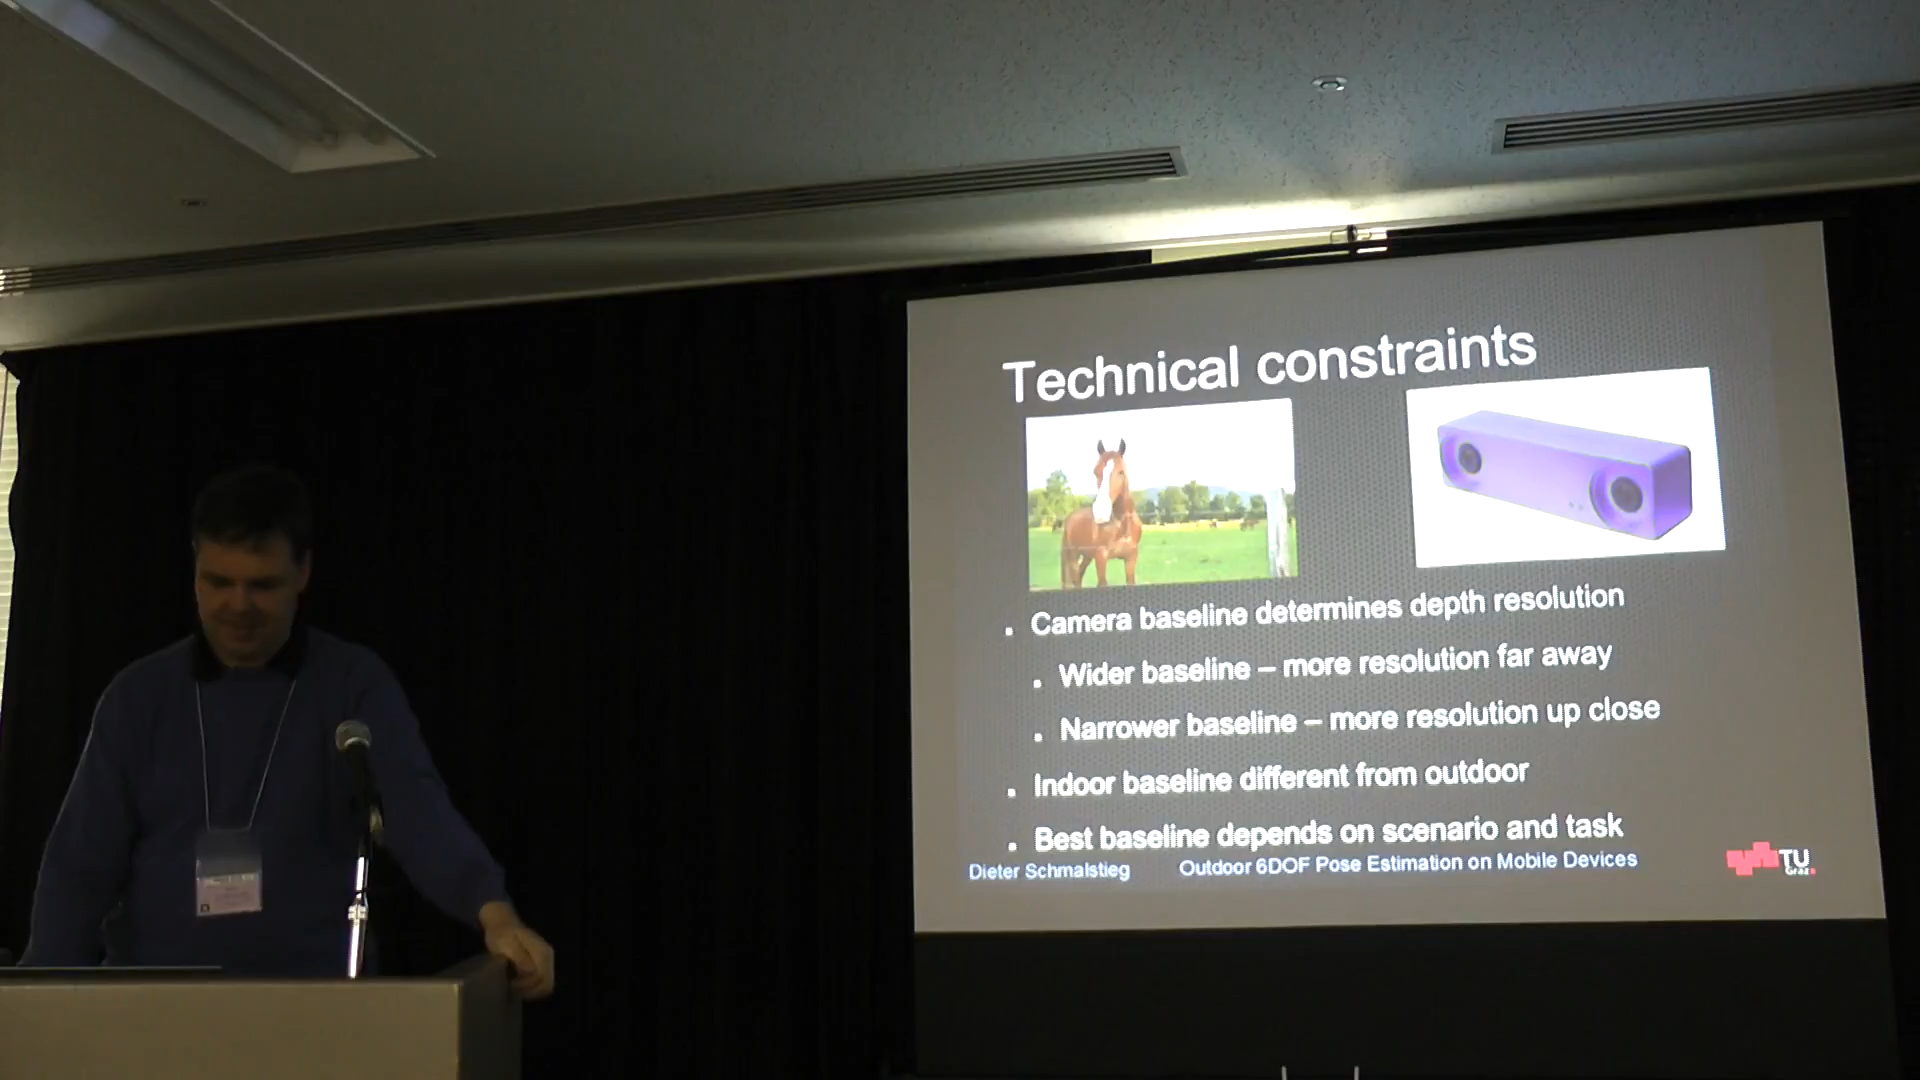 Technical constraints
Camera baseline determines depth resolution
Wider baseline – more resolution far away
Narrower baseline – more resolution up close
Indoor baseline different from outdoor
Best baseline depends on scenario and task
Dieter Schmalstieg Outdoor 6DOF Pose Estimation on Mobile Devices
TU
Graz